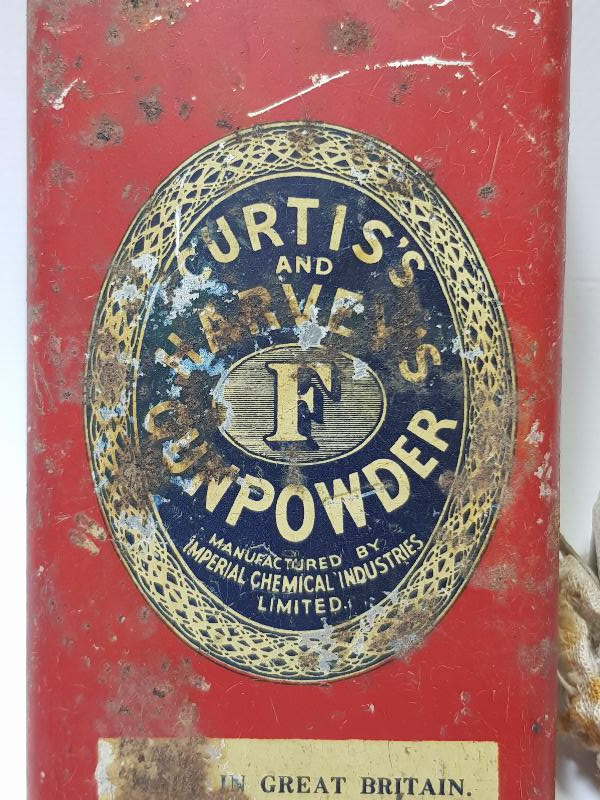 CURTIS'S
AND
HARVEY'S
F
GUNPOWDER
MANUFACTURED BY
IMPERIAL CHEMICAL INDUSTRIES
LIMITED.
IN GREAT BRITAIN.